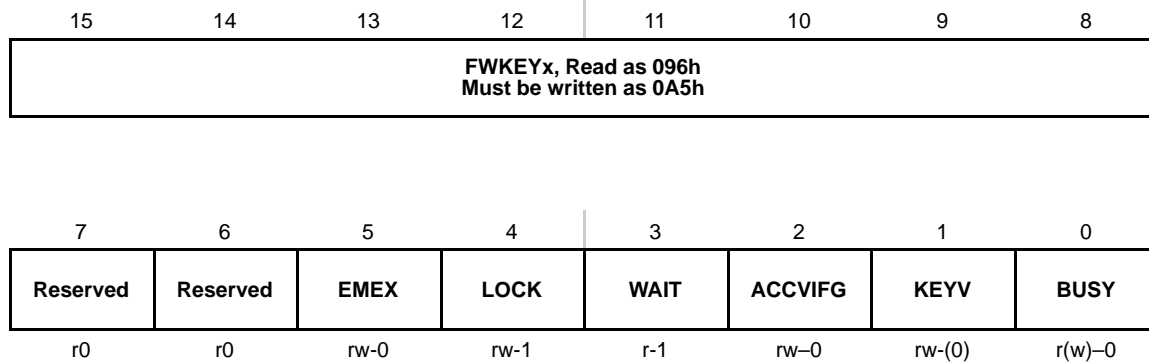 15 14 13 12 11 10 9 8
FWKEYx, Read as 096h
Must be written as 0A5h
7 6 5 4 3 2 1 0
Reserved Reserved EMEX LOCK WAIT ACCVIFG KEYV BUSY
r0 r0 rw-0 rw-1 r-1 rw–0 rw-(0) r(w)–0